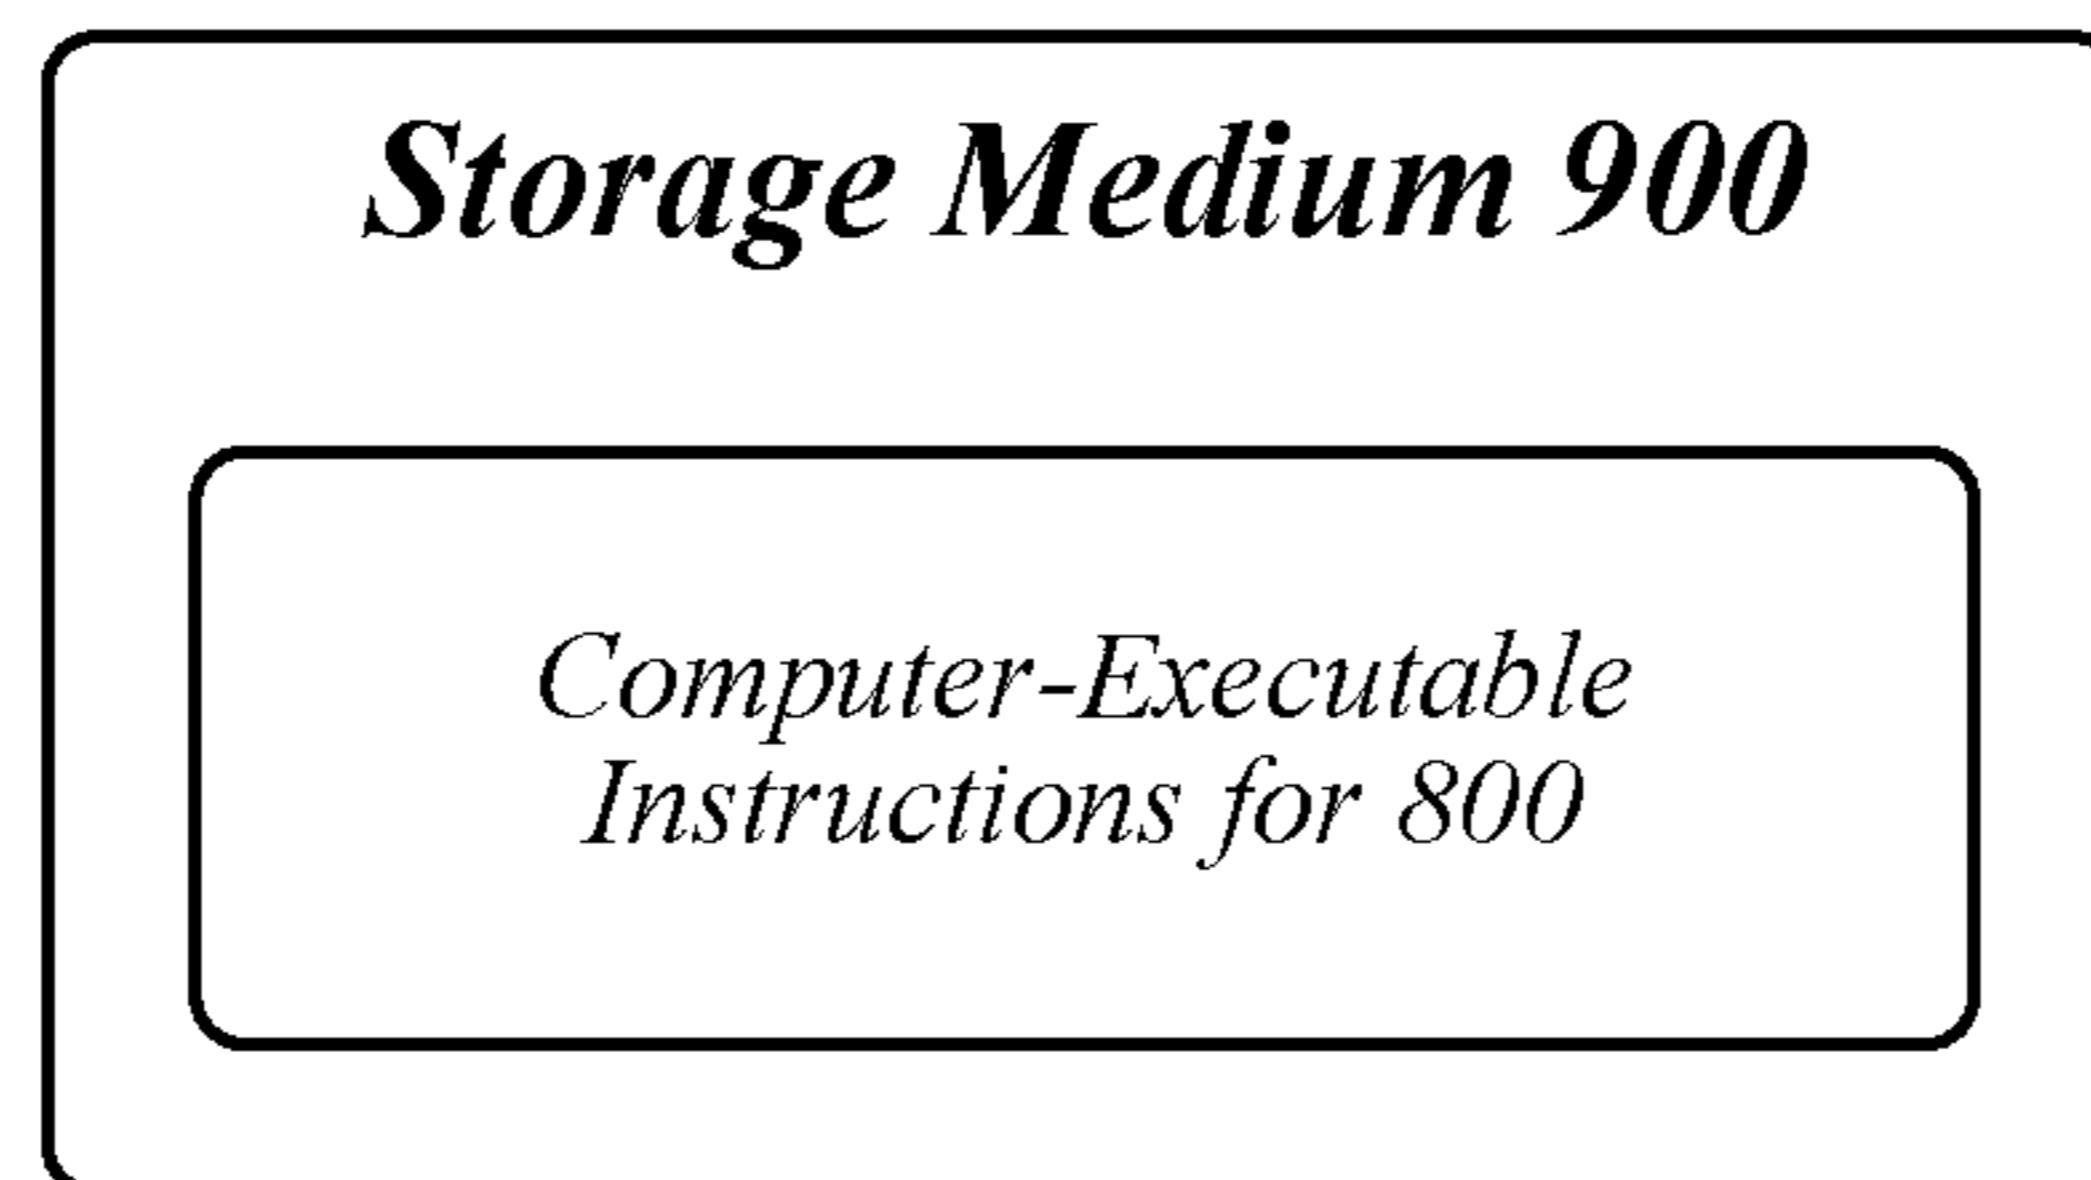 Storage Medium 900
Computer-Executable
Instructions for 800